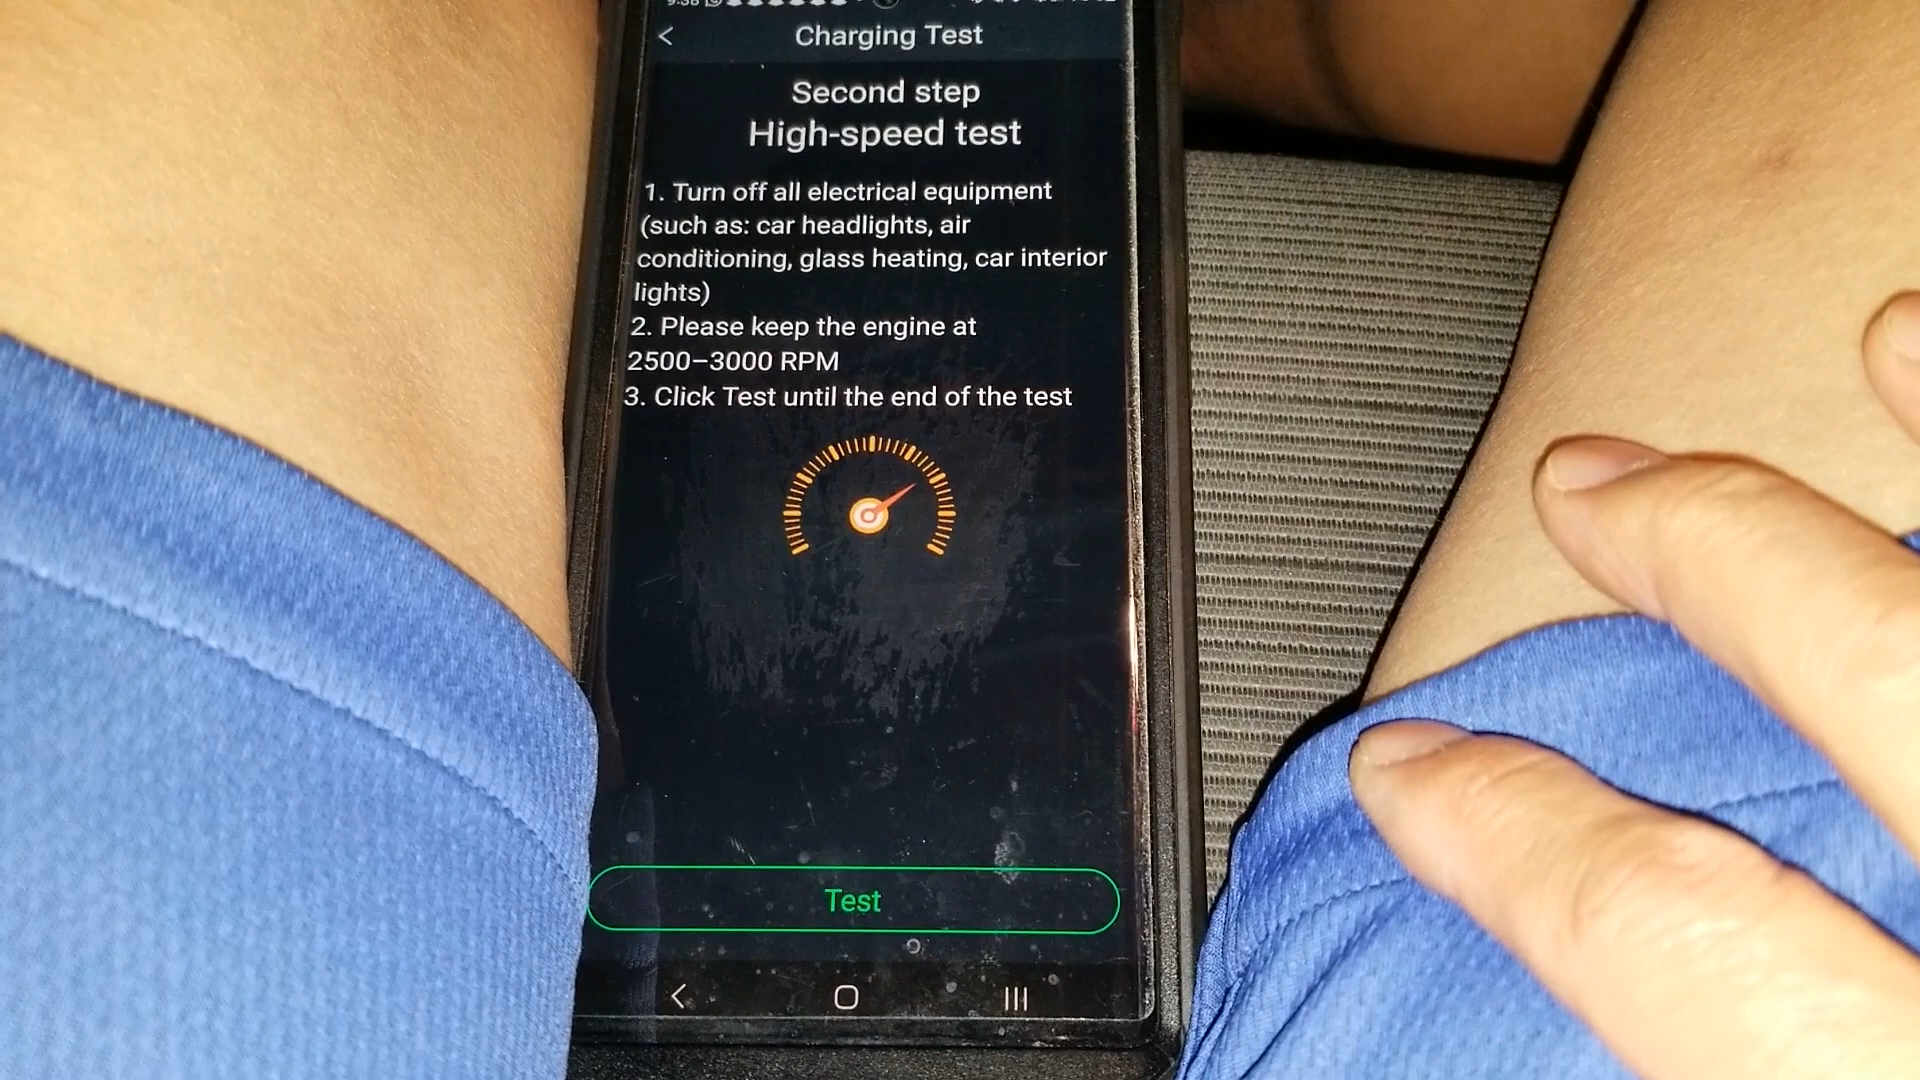 Charging Test
Second step
High-speed test
1. Turn off all electrical equipment
(such as: car headlights, air
conditioning, glass heating, car interior
lights)
2. Please keep the engine at
2500–3000 RPM
3. Click Test until the end of the test
Test